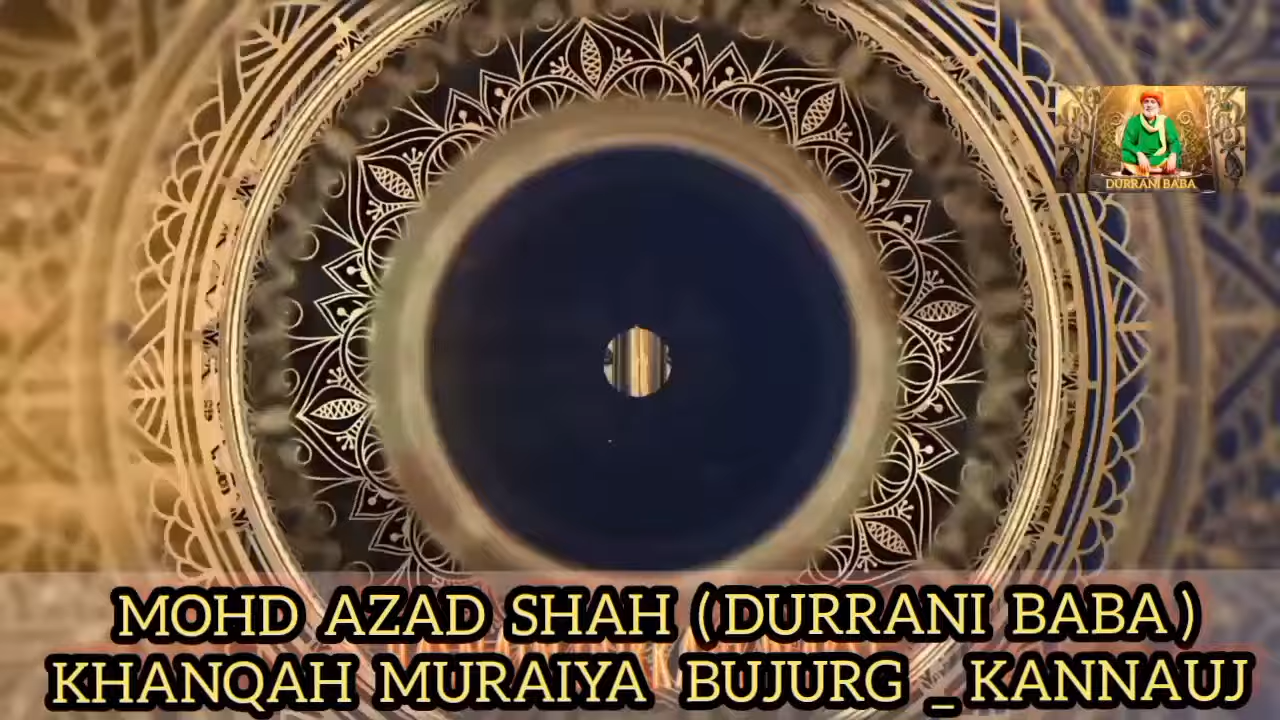 DURRANI BABA
MOHD AZAD SHAH ( DURRANI BABA )
KHANQAH MURAIYA BUJURG _ KANNAUJ